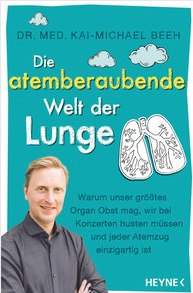 DR. MED. KAI-MICHAEL BEEH
Die
atemberaubende
Welt der
Lunge
Warum unser größtes
Organ Obst mag, wir bei
Konzerten husten müssen
und jeder Atemzug
einzigartig ist
HEYNE